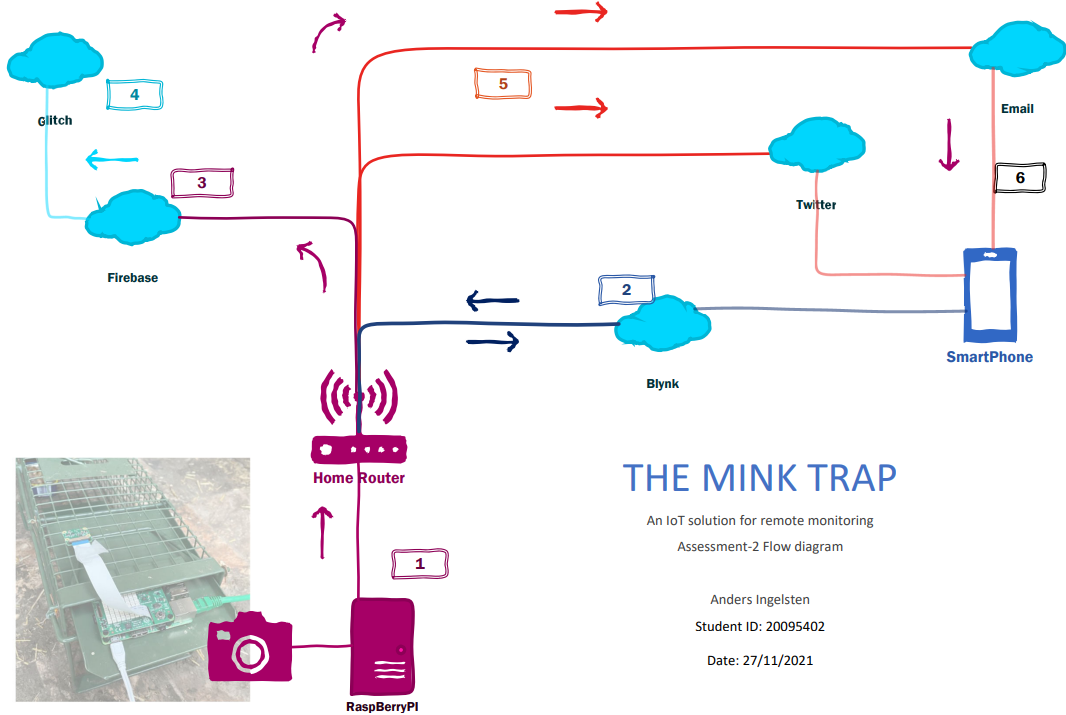 5
4
Glitch
Email
3
6
Twitter
Firebase
2
SmartPhone
Blynk
Home Router
THE MINK TRAP
An IoT solution for remote monitoring
Assessment-2 Flow diagram
1
Anders Ingelsten
Student ID: 20095402
Date: 27/11/2021
RaspBerryPI